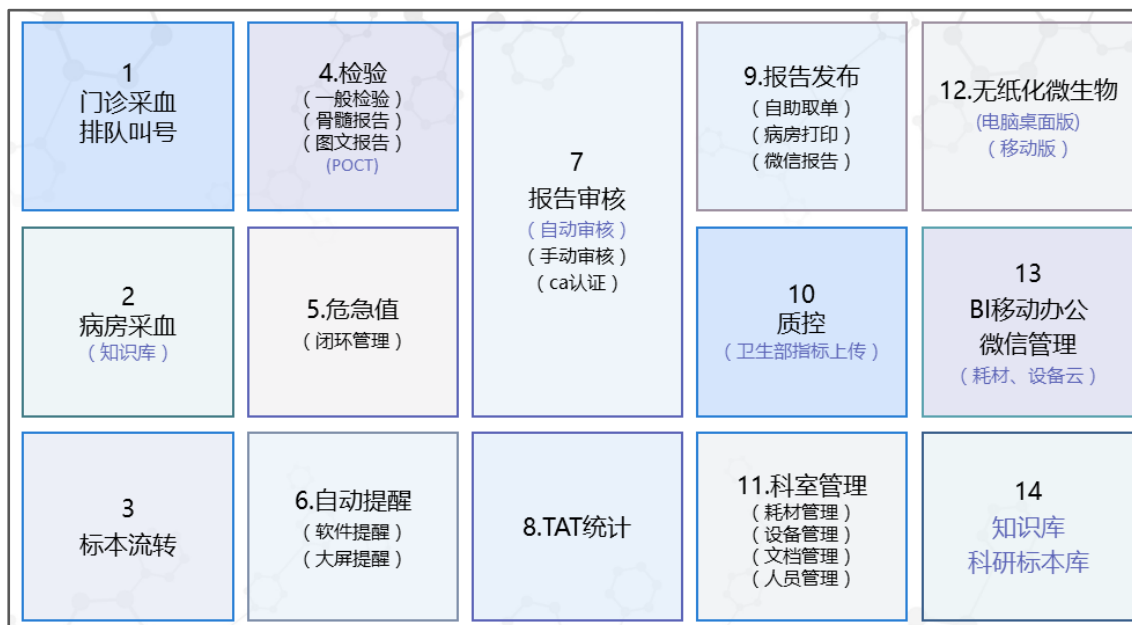 1
门诊采血
排队叫号
2
病房采血
（知识库）
3
标本流转
4.检验
（一般检验）
（骨髓报告）
（图文报告）
(POCT)
5.危急值
（闭环管理）
6.自动提醒
（软件提醒）
（大屏提醒）
7
报告审核
（自动审核）
（手动审核）
（ca认证）
8.TAT统计
9.报告发布
（自助取单）
（病房打印）
（微信报告）
10
质控
（卫生部指标上传）
11.科室管理
（耗材管理）
（设备管理）
（文档管理）
（人员管理）
12.无纸化微生物
(电脑桌面版)
（移动版）
13
BI移动办公
微信管理
（耗材、设备云）
14
知识库
科研标本库